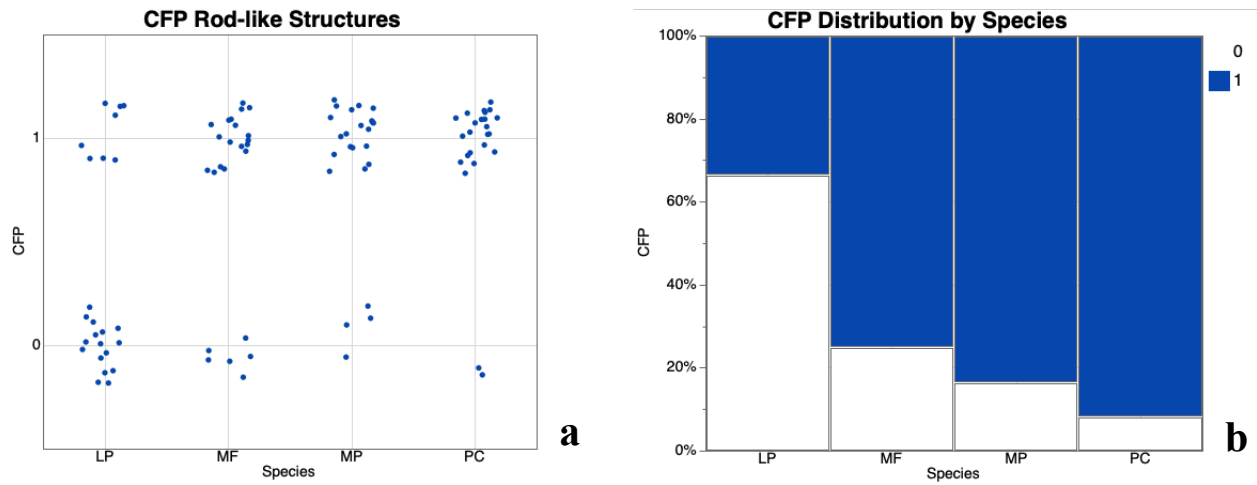 CFP Rod-like Structures
CFP
1
0
LP MF MP PC
Species
a
CFP Distribution by Species
CFP
100%
80%
60%
40%
20%
0%
LP MF MP PC
Species
0
1
b